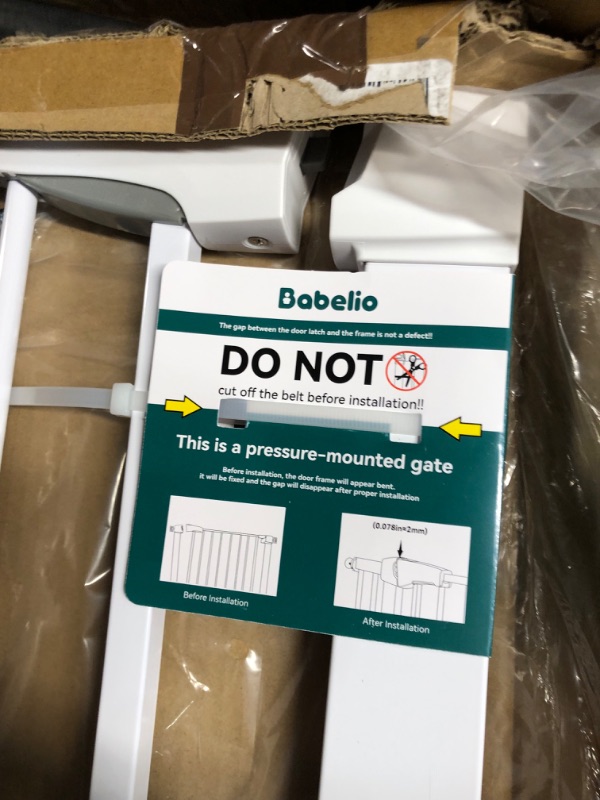 Babelio
The gap between the door latch and the frame is not a defect!!
DO NOT
cut off the belt before installation!!
This is a pressure-mounted gate
Before installation, the door frame will appear bent.
it will be fixed and the gap will disappear after proper installation
(0.078in≈2mm)
Before Installation
After Installation